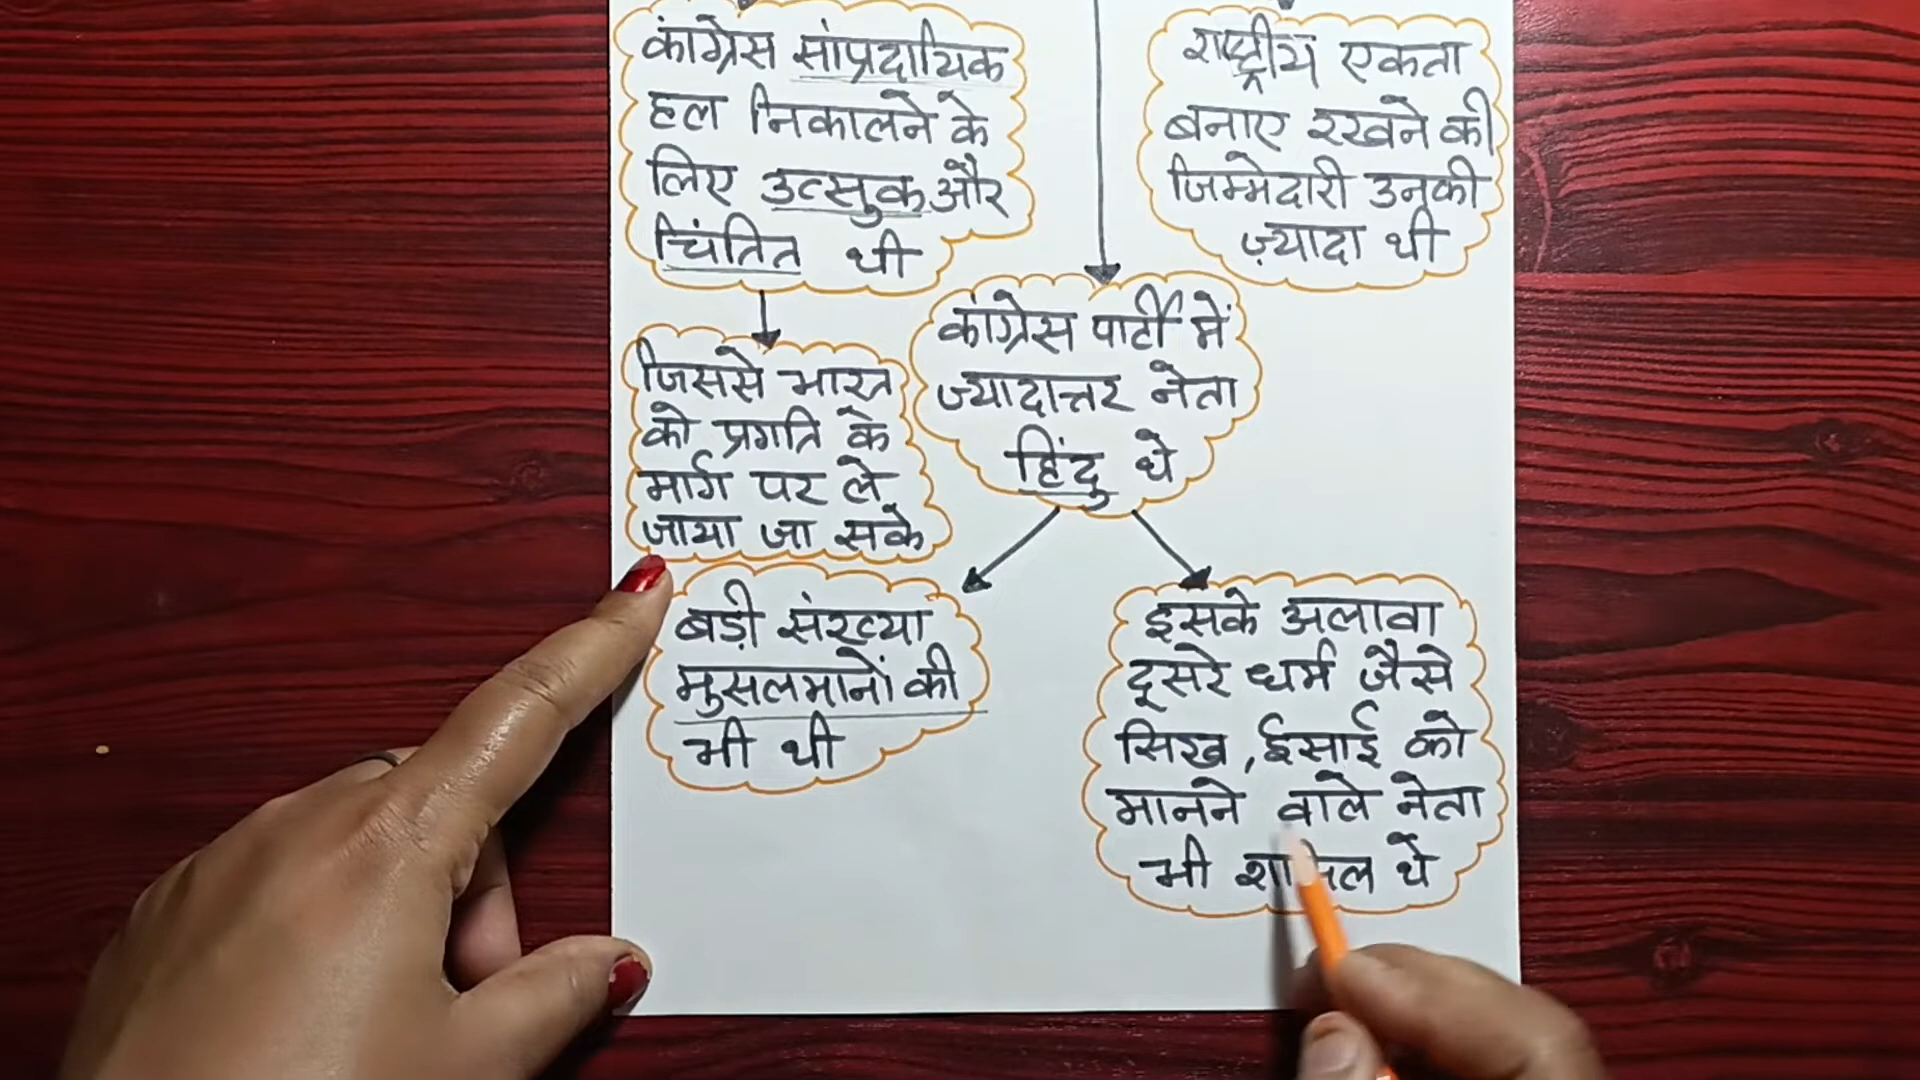 कांग्रेस सांप्रदायिक
हल निकालने के
लिए उत्सुक और
चिंतित थी
राष्ट्रीय एकता
बनाए रखने की
जिम्मेदारी उनकी
ज़्यादा थी
जिससे भारत
को प्रगति के
मार्ग पर ले
जाया जा सके
कांग्रेस पार्टी में
ज्यादात्तर नेता
हिंदु थे
बड़ी संख्या
मुसलमानों की
भी थी
इसके अलावा
दूसरे धर्म जैसे
सिख, ईसाई को
मानने वाले नेता
भी शामिल थे